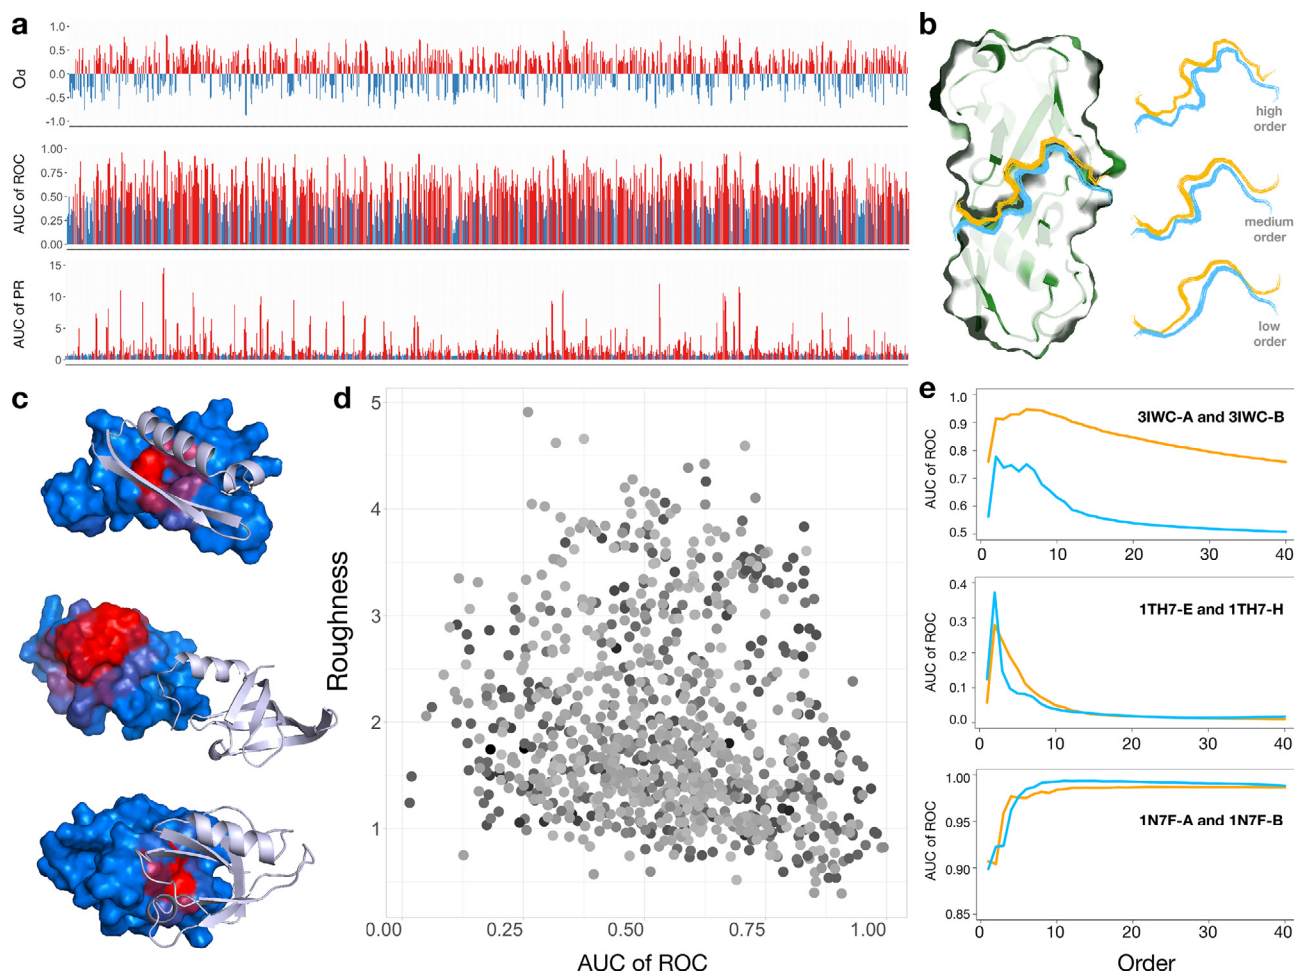 a
1.0
0.5
0.0
-0.5
-1.0
Oₚ
1.00
0.75
0.50
0.25
0.00
AUC of ROC
15
10
5
0
AUC of PR
b
high
order
medium
order
low
order
c
d
5
4
3
2
1
Roughness
0.00 0.25 0.50 0.75 1.00
AUC of ROC
e
1.0
0.9
0.8
0.7
0.6
0.5
AUC of ROC
3IWC-A and 3IWC-B
0 10 20 30 40
0.4
0.3
0.2
0.1
0.0
AUC of ROC
1TH7-E and 1TH7-H
0 10 20 30 40
1.00
0.95
0.90
0.85
AUC of ROC
1N7F-A and 1N7F-B
0 10 20 30 40
Order